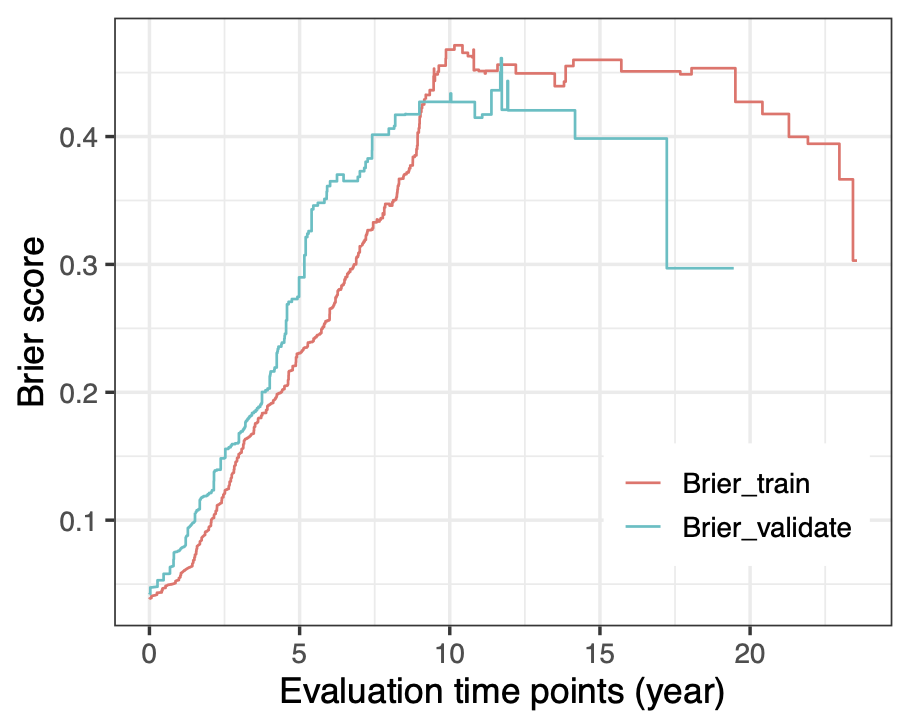 Brier score
0.4
0.3
0.2
0.1
Brier_train
Brier_validate
0 5 10 15 20
Evaluation time points (year)